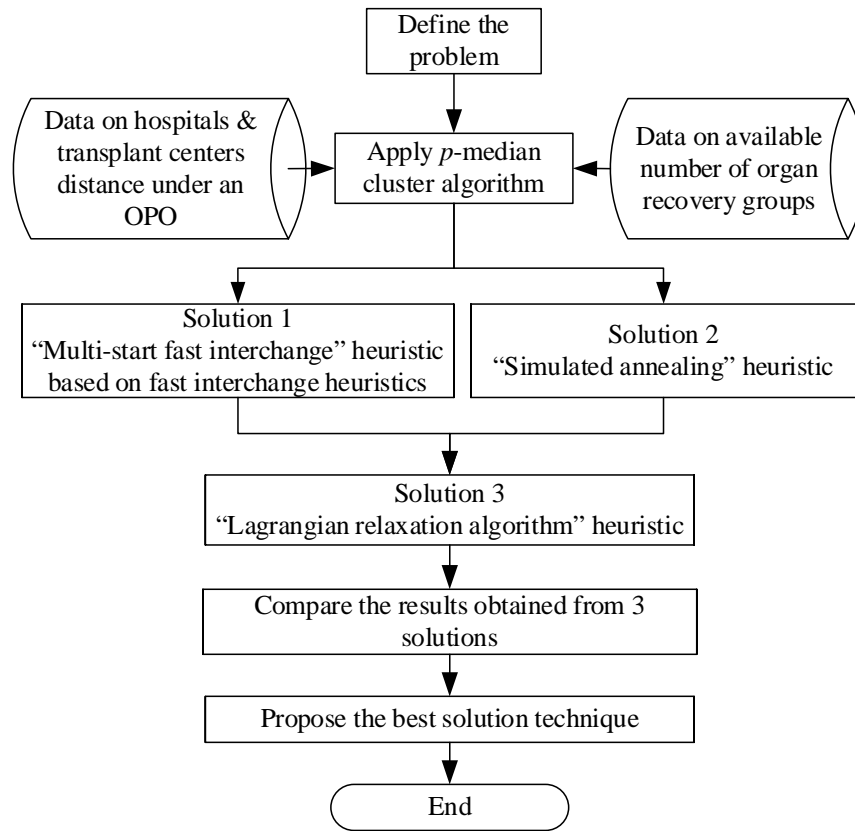 Define the
problem
Data on hospitals &
transplant centers
distance under an
OPO
Apply p-median
cluster algorithm
Data on available
number of organ
recovery groups
Solution 1
“Multi-start fast interchange” heuristic
based on fast interchange heuristics
Solution 2
“Simulated annealing” heuristic
Solution 3
“Lagrangian relaxation algorithm” heuristic
Compare the results obtained from 3
solutions
Propose the best solution technique
End